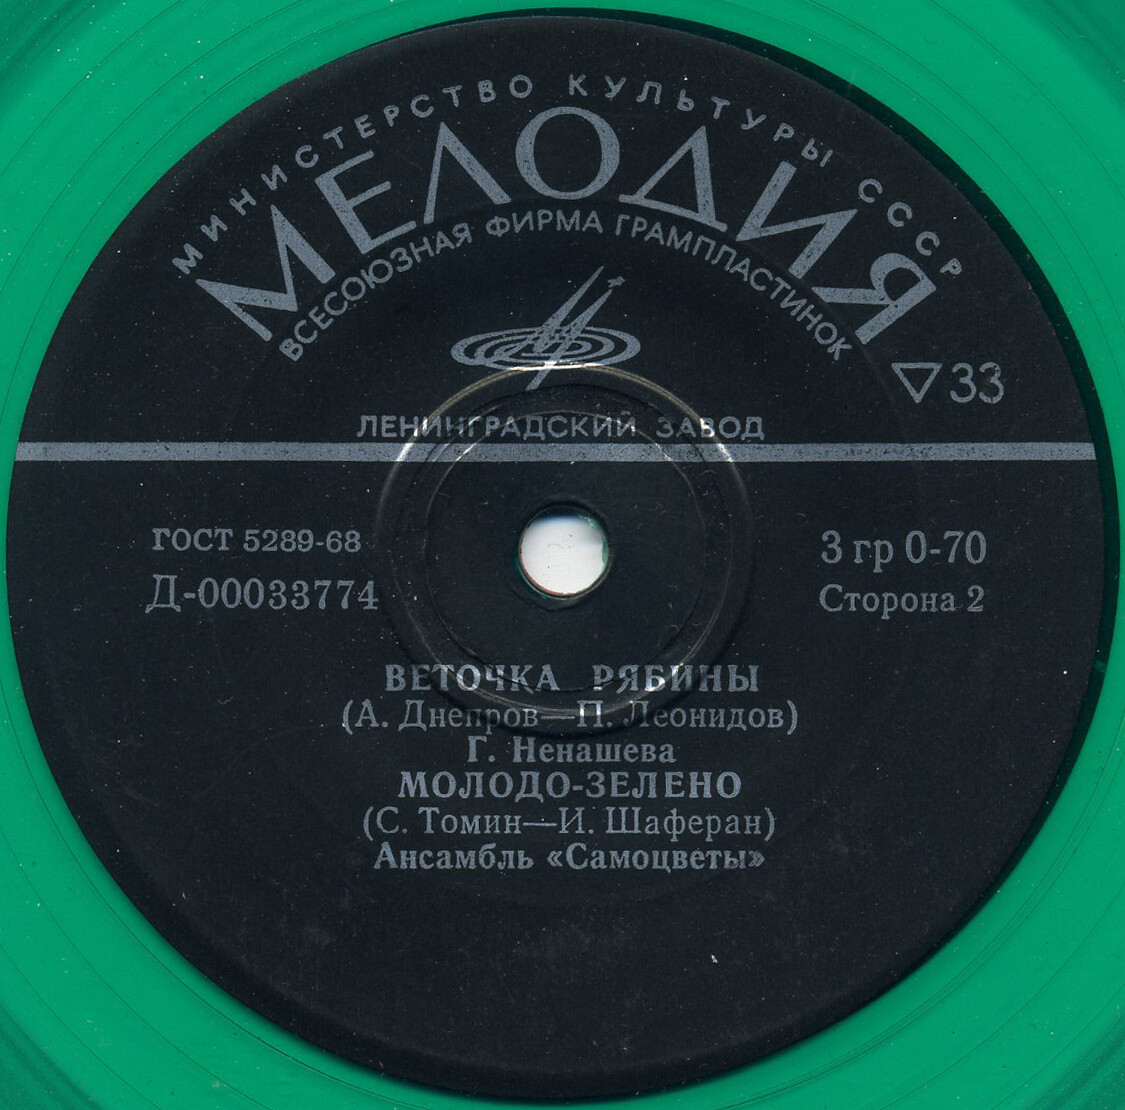 МИНИСТЕРСТВО КУЛЬТУРЫ СССР
МЕЛОДИЯ
ВСЕСОЮЗНАЯ ФИРМА ГРАМПЛАСТИНОК
▽33
ЛЕНИНГРАДСКИЙ ЗАВОД
ГОСТ 5289-68
Д-00033774
3 гр 0-70
Сторона 2
ВЕТОЧКА РЯБИНЫ
(А. Днепров—П. Леонидов)
Г. Ненашева
МОЛОДО-ЗЕЛЕНО
(С. Томин—И. Шаферан)
Ансамбль «Самоцветы»